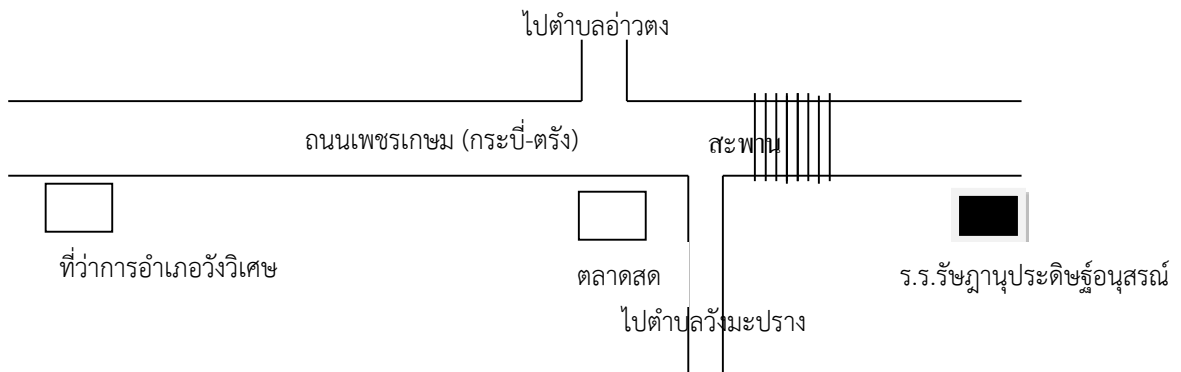 ไปตำบลอ่าวตง
ถนนเพชรเกษม (กระบี่-ตรัง)
สะพาน
ที่ว่าการอำเภอวังวิเศษ
ตลาดสด
ร.ร.รัษฎานุประดิษฐ์อนุสรณ์
ไปตำบลวังมะปราง